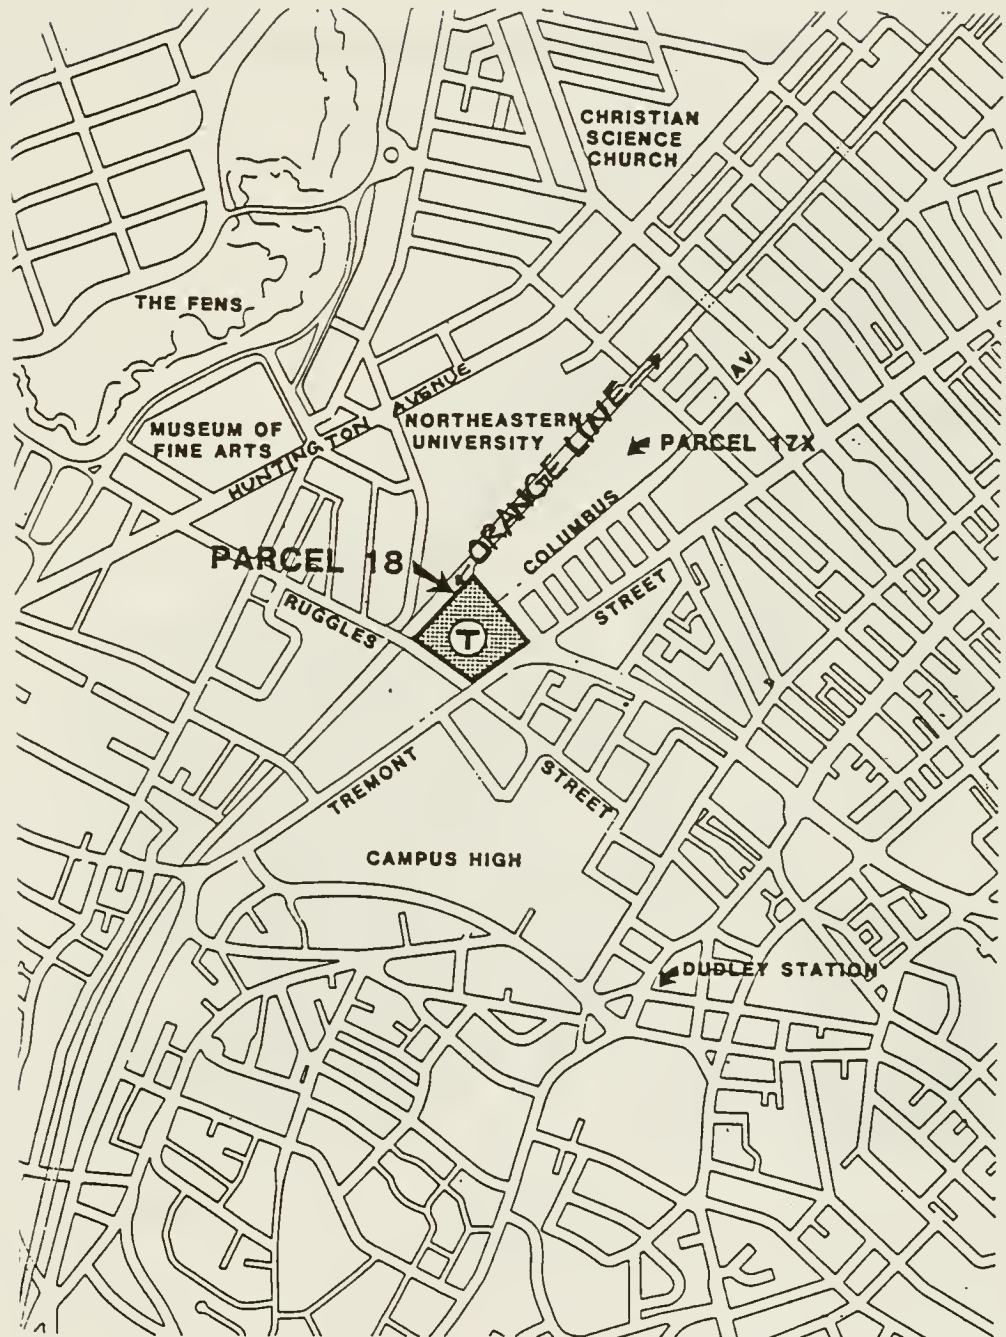 CHRISTIAN
SCIENCE
CHURCH
THE FENS
AV
HUNTINGTON AVENUE
MUSEUM OF
FINE ARTS
NORTHEASTERN
UNIVERSITY
ORANGE LINE
PARCEL 17X
COLUMBUS
PARCEL 18
RUGGLES
STREET
T
TREMONT
STREET
CAMPUS HIGH
DUDLEY STATION